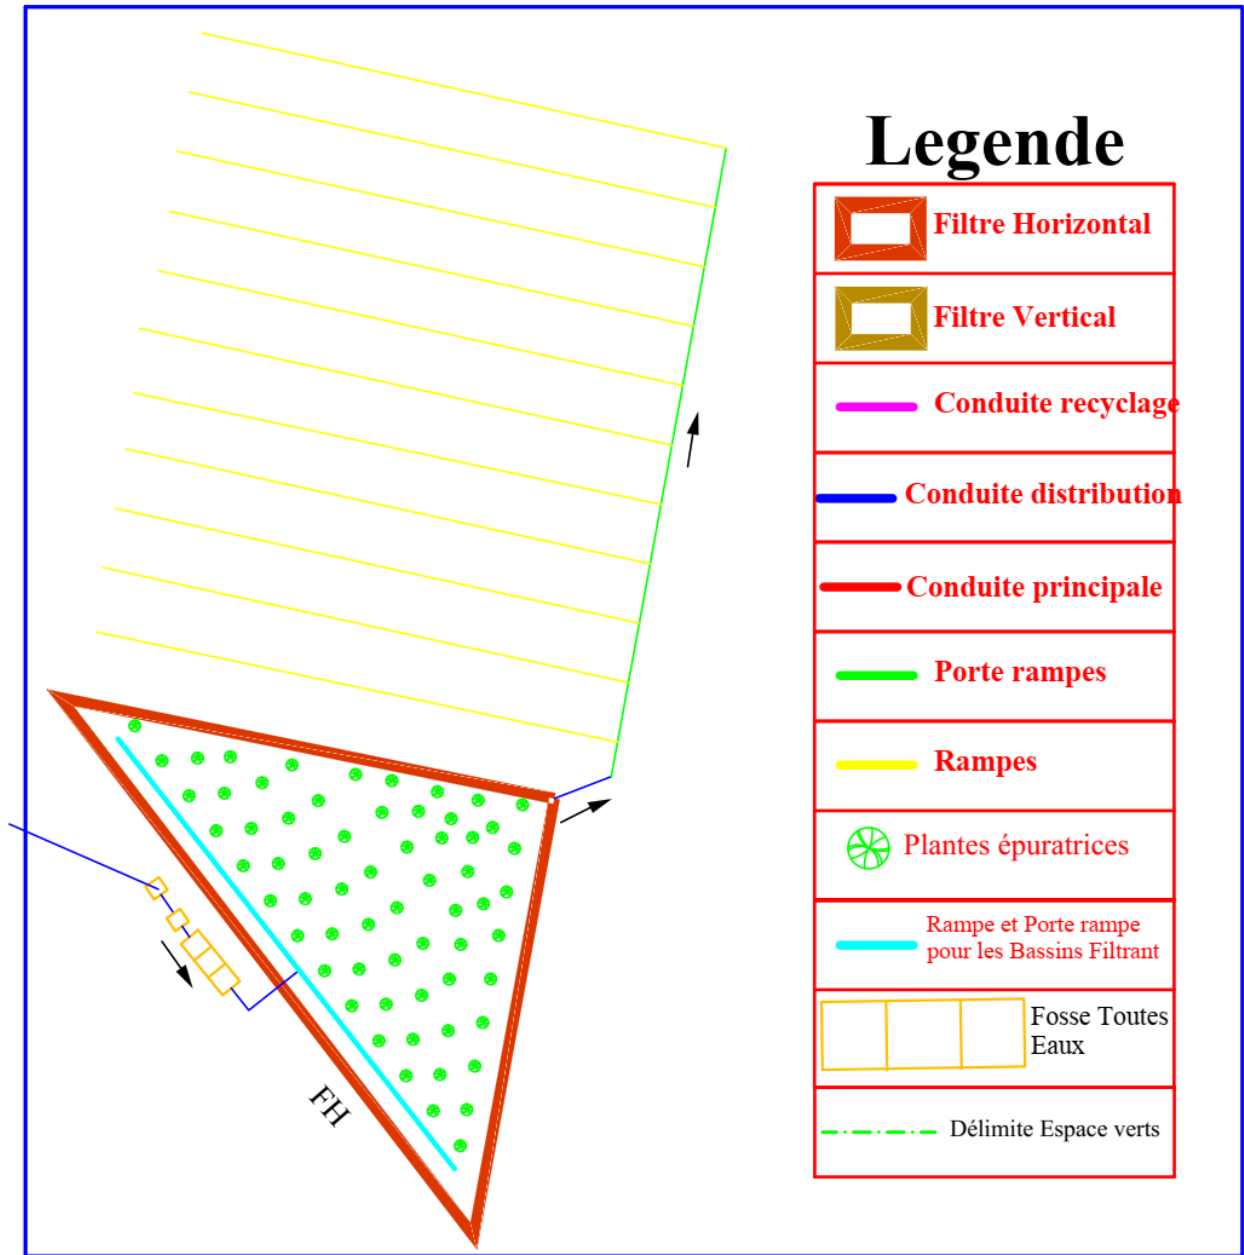 Legende
Filtre Horizontal
Filtre Vertical
Conduite recyclage
Conduite distribution
Conduite principale
Porte rampes
Rampes
Plantes épuratrices
Rampe et Porte rampe
pour les Bassins Filtrant
Fosse Toutes
Eaux
Délimite Espace verts
FH